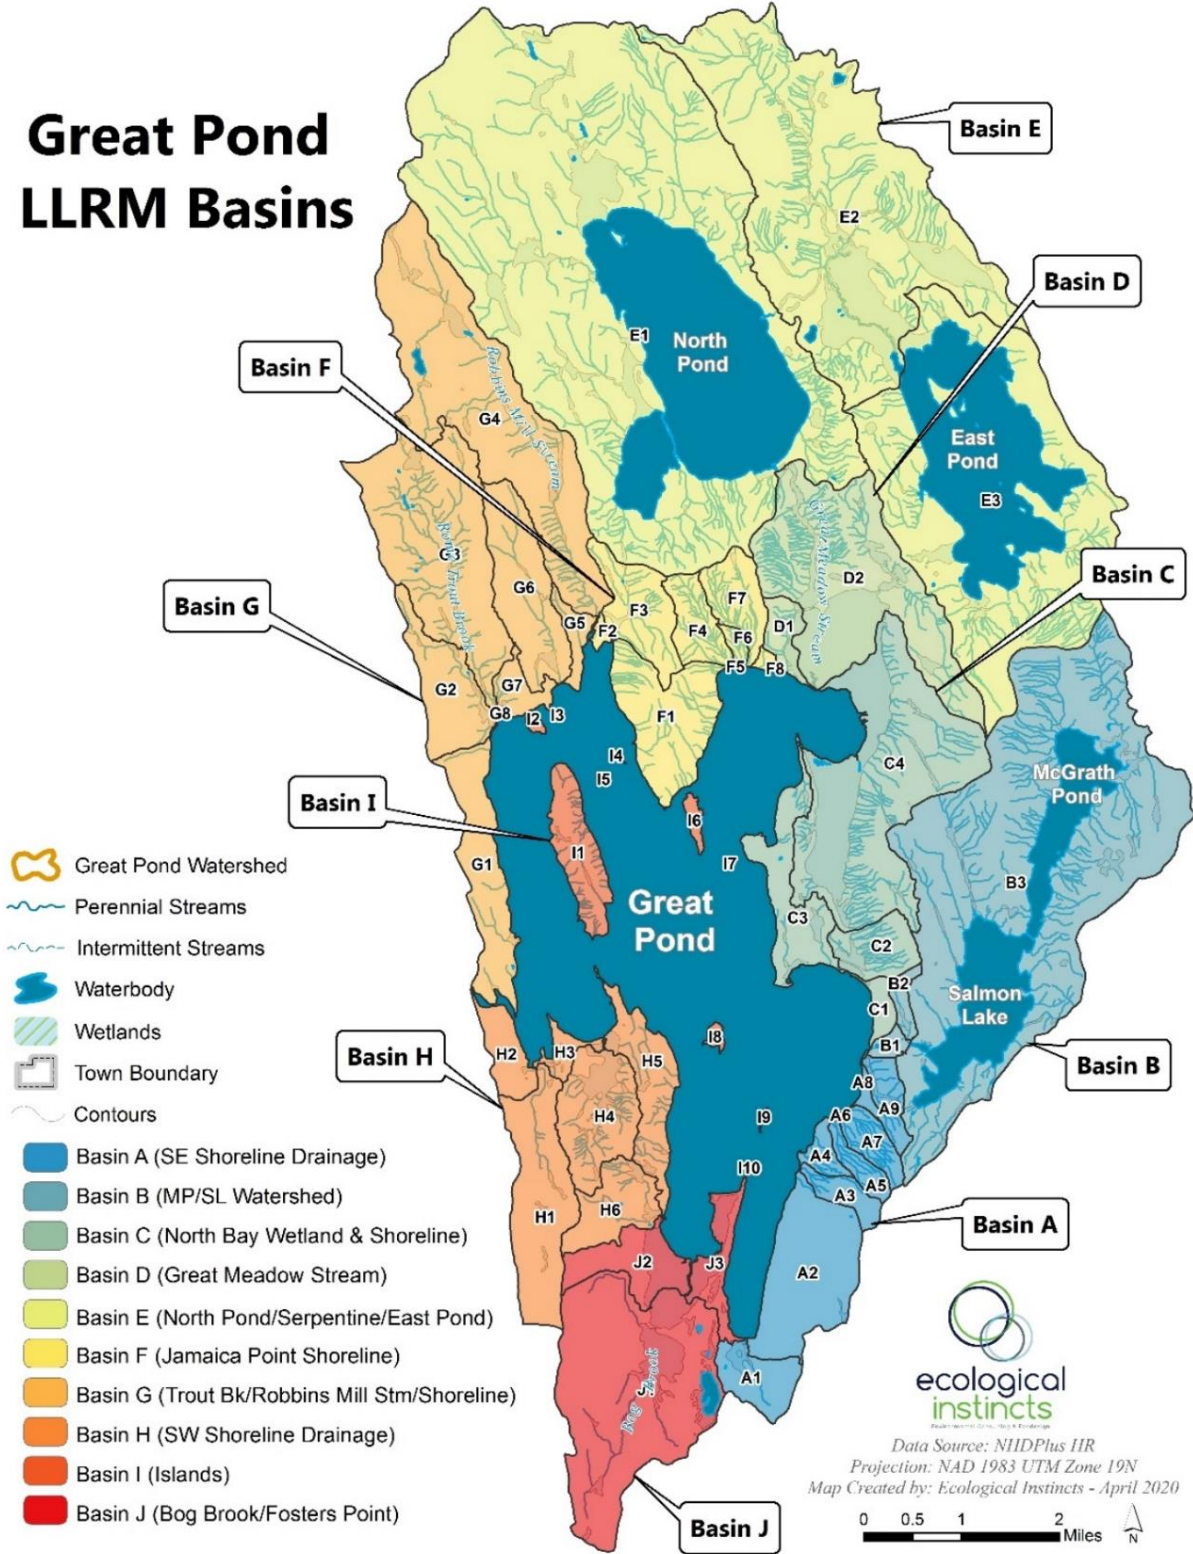 Great Pond
LLRM Basins
Basin E
E2
Basin D
E1
North
Pond
Basin F
Robbins Mill Stream
G4
East
Pond
E3
Great Meadow Stream
Rome Trout Brook
G3
Basin C
G6
D2
Basin G
F3
F7
G5
F2
F4
F6
D1
F5
F8
G2
G7
G8
I2
I3
F1
I4
I5
C4
McGrath
Pond
Basin I
I6
G1
I1
I7
B3
Great
Pond
C3
C2
B2
Salmon
Lake
C1
I8
B1
Basin H
H2
H3
H5
Basin B
A8
H4
I9
A6
A9
A7
A4
I10
A5
A3
H1
H6
Basin A
J2
J3
A2
A1
Bog Brook
Basin J
Great Pond Watershed
Perennial Streams
Intermittent Streams
Waterbody
Wetlands
Town Boundary
Contours
Basin A (SE Shoreline Drainage)
Basin B (MP/SL Watershed)
Basin C (North Bay Wetland & Shoreline)
Basin D (Great Meadow Stream)
Basin E (North Pond/Serpentine/East Pond)
Basin F (Jamaica Point Shoreline)
Basin G (Trout Bk/Robbins Mill Stm/Shoreline)
Basin H (SW Shoreline Drainage)
Basin I (Islands)
Basin J (Bog Brook/Fosters Point)
ecological
instincts
Data Source: NHDPlus HR
Projection: NAD 1983 UTM Zone 19N
Map Created by: Ecological Instincts - April 2020
0 0.5 1 2
Miles
N